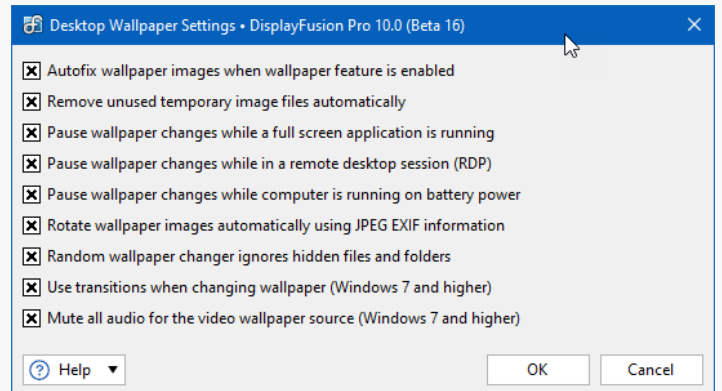 Desktop Wallpaper Settings • DisplayFusion Pro 10.0 (Beta 16)
Autofix wallpaper images when wallpaper feature is enabled
Remove unused temporary image files automatically
Pause wallpaper changes while a full screen application is running
Pause wallpaper changes while in a remote desktop session (RDP)
Pause wallpaper changes while computer is running on battery power
Rotate wallpaper images automatically using JPEG EXIF information
Random wallpaper changer ignores hidden files and folders
Use transitions when changing wallpaper (Windows 7 and higher)
Mute all audio for the video wallpaper source (Windows 7 and higher)
? Help OK Cancel